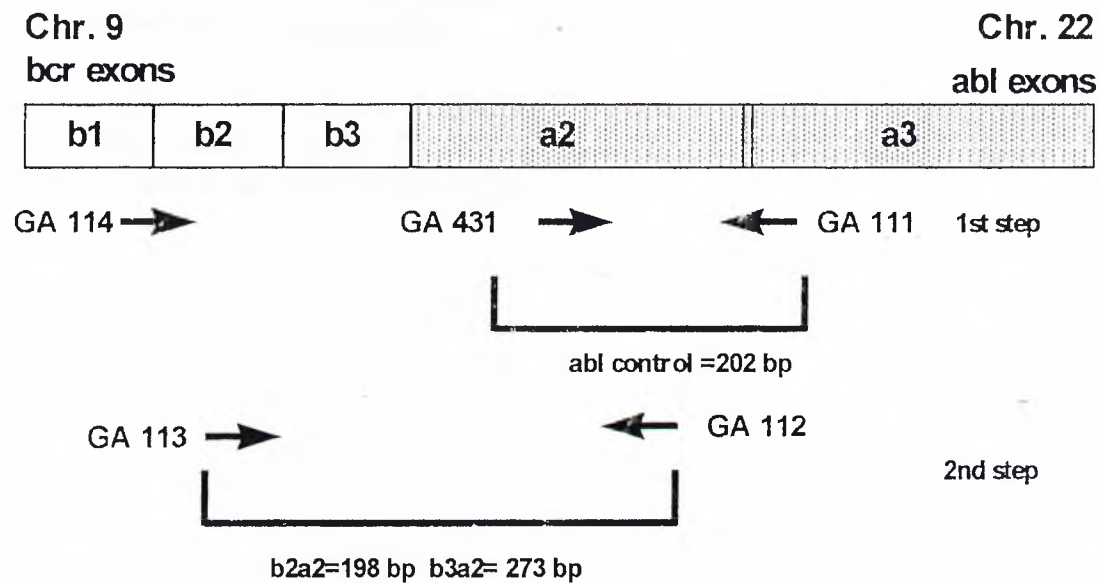 Chr. 9 Chr. 22
bcr exons abl exons
b1 b2 b3 a2 a3
GA 114 GA 431 GA 111 1st step
abl control =202 bp
GA 113 GA 112
2nd step
b2a2=198 bp b3a2= 273 bp